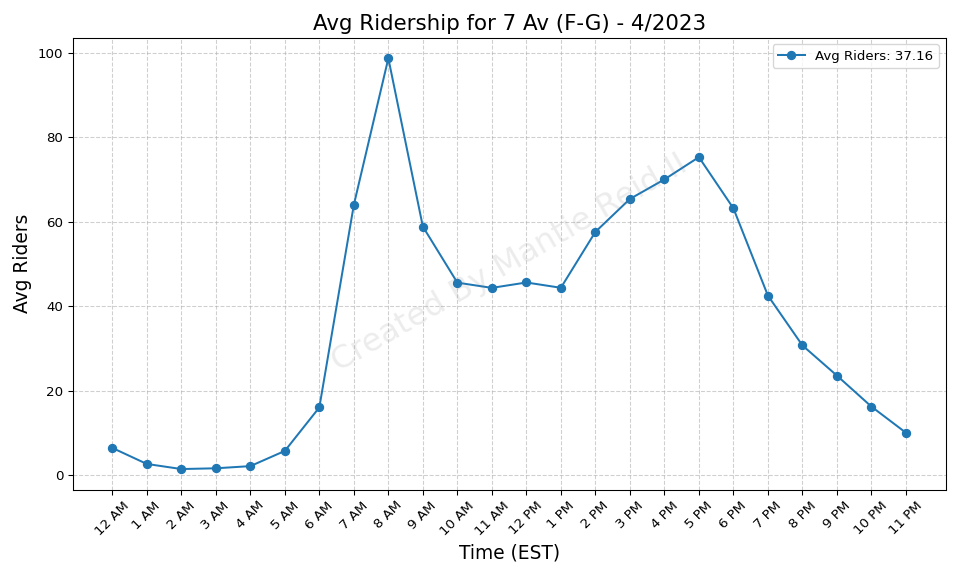 Avg Ridership for 7 Av (F-G) - 4/2023
Avg Riders: 37.16
100
80
60
40
20
0
Avg Riders
Created By Mantle Reid II
12 AM
1 AM
2 AM
3 AM
4 AM
5 AM
6 AM
7 AM
8 AM
9 AM
10 AM
11 AM
12 PM
1 PM
2 PM
3 PM
4 PM
5 PM
6 PM
7 PM
8 PM
9 PM
10 PM
11 PM
Time (EST)